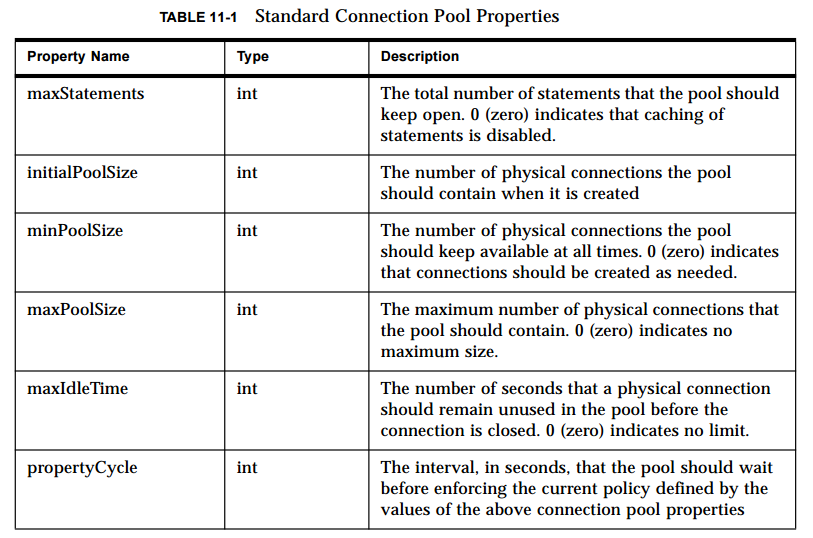 TABLE 11-1 Standard Connection Pool Properties
Property Name Type Description
maxStatements int The total number of statements that the pool should
keep open. 0 (zero) indicates that caching of
statements is disabled.
initialPoolSize int The number of physical connections the pool
should contain when it is created
minPoolSize int The number of physical connections the pool
should keep available at all times. 0 (zero) indicates
that connections should be created as needed.
maxPoolSize int The maximum number of physical connections that
the pool should contain. 0 (zero) indicates no
maximum size.
maxIdleTime int The number of seconds that a physical connection
should remain unused in the pool before the
connection is closed. 0 (zero) indicates no limit.
propertyCycle int The interval, in seconds, that the pool should wait
before enforcing the current policy defined by the
values of the above connection pool properties